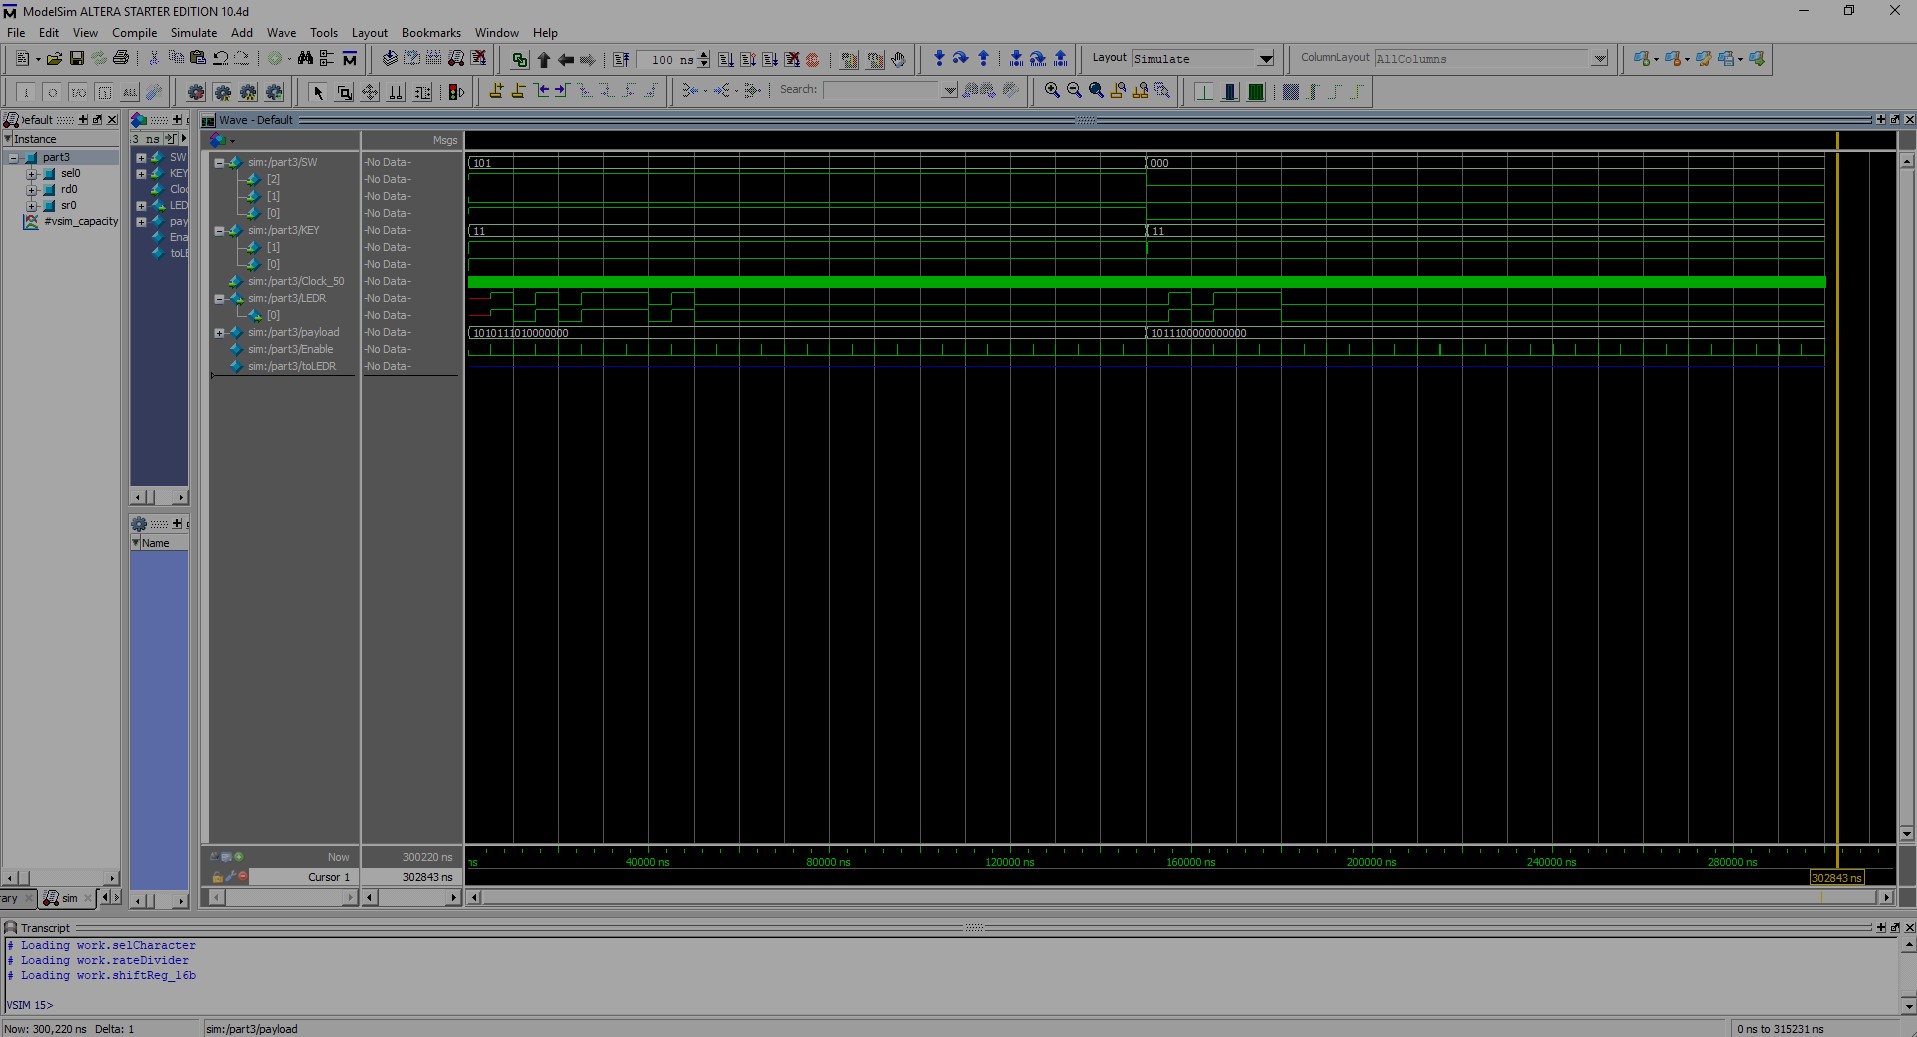 ModelSim ALTERA STARTER EDITION 10.4d
File Edit View Compile Simulate Add Wave Tools Layout Bookmarks Window Help
100 ns
Layout Simulate
ColumnLayout AllColumns
ALL
Search:
Default
Instance
part3
sel0
rd0
sr0
#vsim_capacity
3 ns
SW
KEY
Cloc
LED
pay
Ena
toLE
Name
Wave - Default
Msgs
sim:/part3/SW -No Data- 101 000
[2] -No Data-
[1] -No Data-
[0] -No Data-
sim:/part3/KEY -No Data- 11 11
[1] -No Data-
[0] -No Data-
sim:/part3/Clock_50 -No Data-
sim:/part3/LEDR -No Data-
[0] -No Data-
sim:/part3/payload -No Data- 1010111010000000 1011100000000000
sim:/part3/Enable -No Data-
sim:/part3/toLEDR -No Data-
Now 300220 ns
ns 40000 ns 80000 ns 120000 ns 160000 ns 200000 ns 240000 ns 280000 ns
Cursor 1 302843 ns
302843 ns
rary sim
Transcript
# Loading work.selCharacter
# Loading work.rateDivider
# Loading work.shiftReg_16b
VSIM 15>
Now: 300,220 ns Delta: 1 sim:/part3/payload 0 ns to 315231 ns